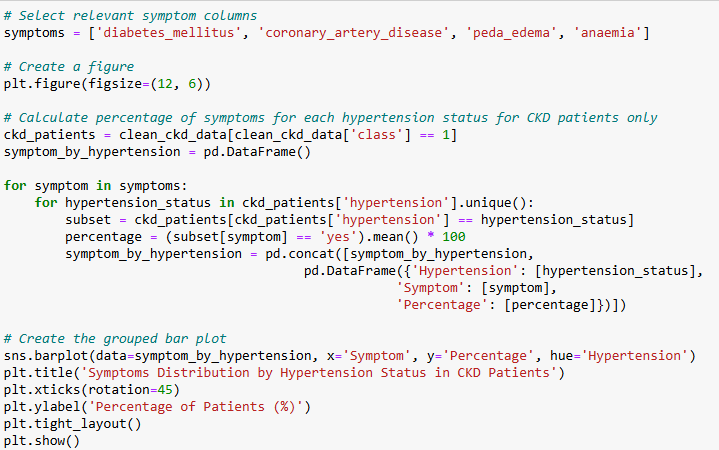 # Select relevant symptom columns
symptoms = ['diabetes_mellitus', 'coronary_artery_disease', 'peda_edema', 'anaemia']
# Create a figure
plt.figure(figsize=(12, 6))
# Calculate percentage of symptoms for each hypertension status for CKD patients only
ckd_patients = clean_ckd_data[clean_ckd_data['class'] == 1]
symptom_by_hypertension = pd.DataFrame()
for symptom in symptoms:
    for hypertension_status in ckd_patients['hypertension'].unique():
        subset = ckd_patients[ckd_patients['hypertension'] == hypertension_status]
        percentage = (subset[symptom] == 'yes').mean() * 100
        symptom_by_hypertension = pd.concat([symptom_by_hypertension,
                                        pd.DataFrame({'Hypertension': [hypertension_status],
                                                    'Symptom': [symptom],
                                                    'Percentage': [percentage]})])
# Create the grouped bar plot
sns.barplot(data=symptom_by_hypertension, x='Symptom', y='Percentage', hue='Hypertension')
plt.title('Symptoms Distribution by Hypertension Status in CKD Patients')
plt.xticks(rotation=45)
plt.ylabel('Percentage of Patients (%)')
plt.tight_layout()
plt.show()